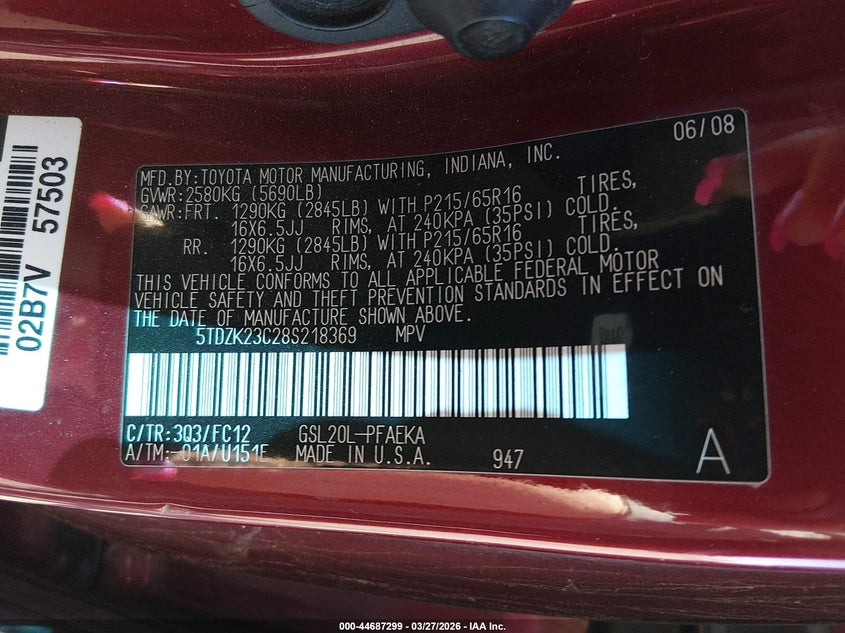 06/08
MFD.BY:TOYOTA MOTOR MANUFACTURING, INDIANA, INC.
GVWR:2580KG (5690LB)
GAWR:FRT. 1290KG (2845LB) WITH P215/65R16 TIRES,
16X6.5JJ RIMS, AT 240KPA (35PSI) COLD.
RR. 1290KG (2845LB) WITH P215/65R16 TIRES,
16X6.5JJ RIMS, AT 240KPA (35PSI) COLD.
THIS VEHICLE CONFORMS TO ALL APPLICABLE FEDERAL MOTOR
VEHICLE SAFETY AND THEFT PREVENTION STANDARDS IN EFFECT ON
THE DATE OF MANUFACTURE SHOWN ABOVE.
5TDZK23C28S218369 MPV
C/TR:3Q3/FC12 GSL20L-PFAEKA
A/TM:-01A/U151E MADE IN U.S.A. 947 A
02B7V 57503
000-44687299 — 03/27/2026 — IAA Inc.